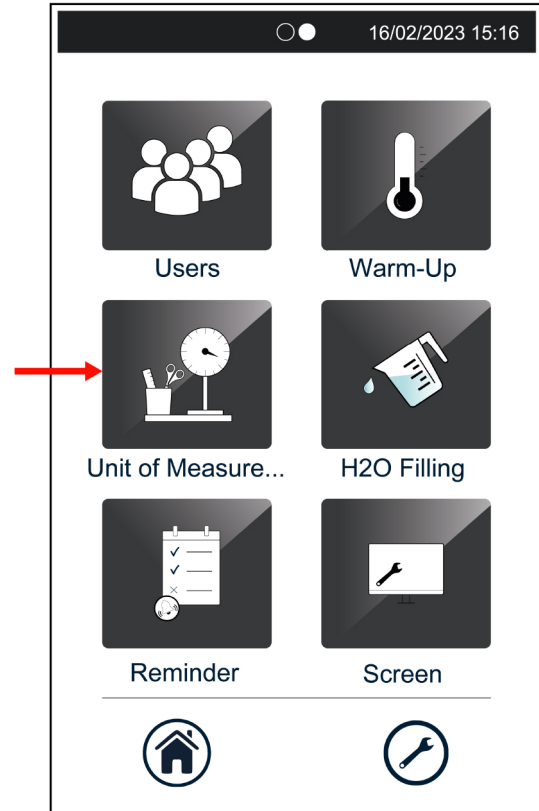 16/02/2023 15:16
Users
Warm-Up
Unit of Measure...
H2O Filling
Reminder
Screen